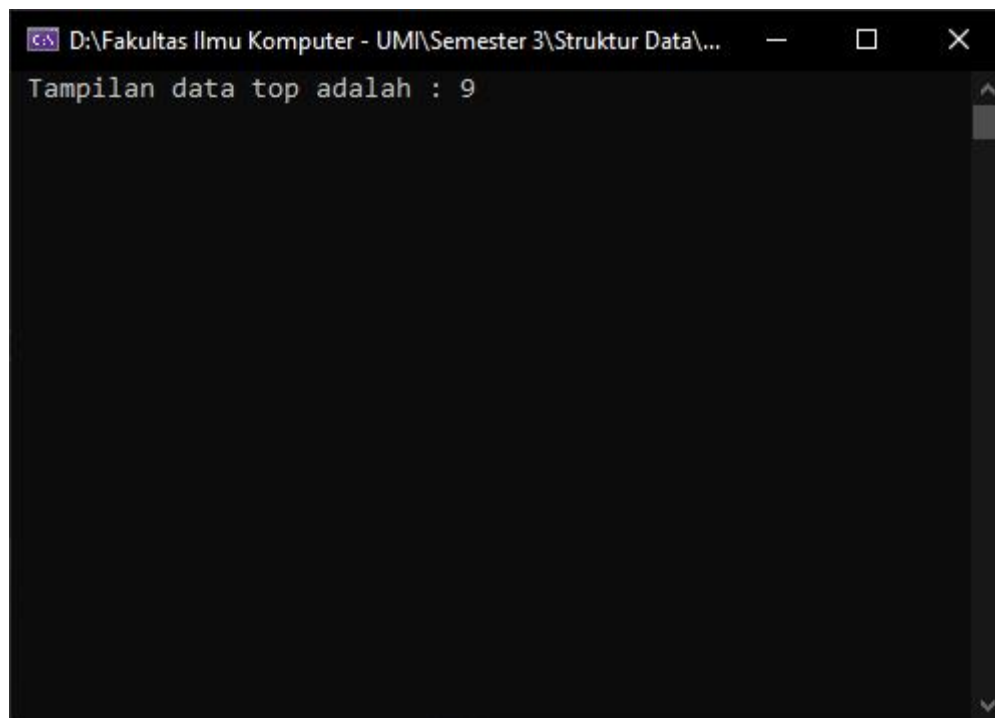 D:\Fakultas Ilmu Komputer - UMI\Semester 3\Struktur Data\...
Tampilan data top adalah : 9